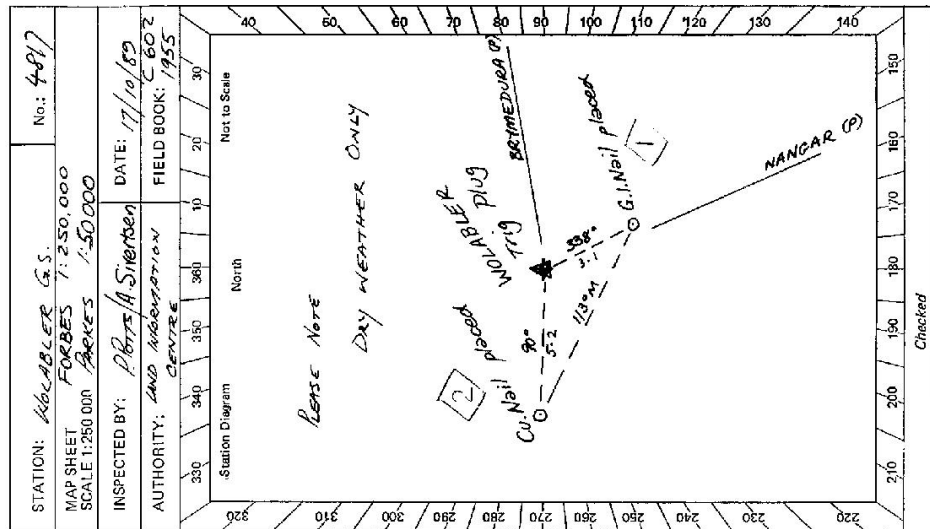 STATION: WOLABLER G.S. No.: 4817
MAP SHEET FORBES 1:250,000
SCALE 1:250 000 PARKES 1:50000
INSPECTED BY: P.Potts/A.Sivertsen DATE: 17/10/89
AUTHORITY: LAND INFORMATION CENTRE FIELD BOOK: C 602 1955
330 340 350 360 10 20 30
Station Diagram North Not to Scale
320 310 300 290 280 270 260 250 240 230 220
40 50 60 70 80 90 100 110 120 130 140
PLEASE NOTE
DRY WEATHER ONLY
2
Cu. Nail placed
WOLABLER
Trig plug
BRYMEDURA (P)
90°
5.2
338°
3.1
113°M
G.I. Nail placed
1
NANGAR (P)
210 200 190 180 170 160 150
Checked